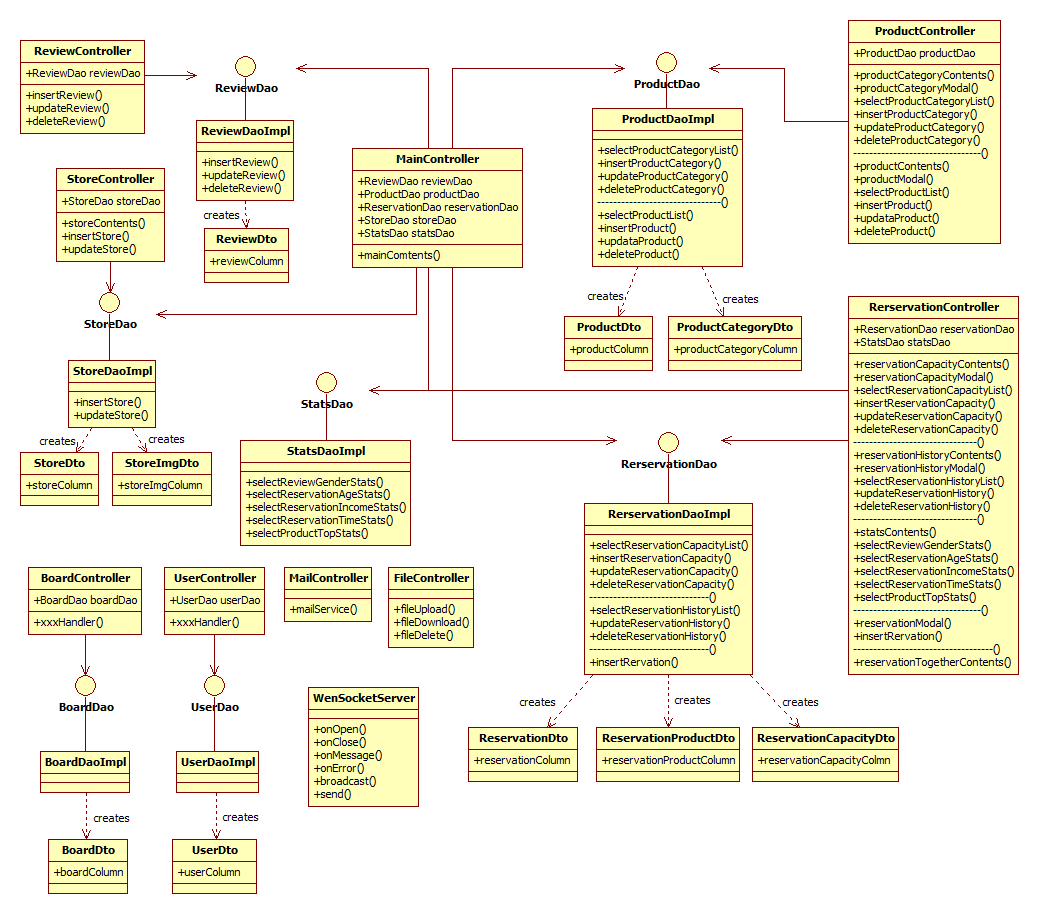 ReviewController
+ReviewDao reviewDao
+insertReview()
+updateReview()
+deleteReview()
ReviewDao
ReviewDaoImpl
+insertReview()
+updateReview()
+deleteReview()
creates
ReviewDto
+reviewColumn
StoreController
+StoreDao storeDao
+storeContents()
+insertStore()
+updateStore()
StoreDao
StoreDaoImpl
+insertStore()
+updateStore()
creates
creates
StoreDto
+storeColumn
StoreImgDto
+storeImgColumn
MainController
+ReviewDao reviewDao
+ProductDao productDao
+ReservationDao reservationDao
+StoreDao storeDao
+StatsDao statsDao
+mainComtents()
ProductDao
ProductDaoImpl
+selectProductCategoryList()
+insertProductCategory()
+updateProductCategory()
+deleteProductCategory()
--------------------------------()
+selectProductList()
+insertProduct()
+updataProduct()
+deleteProduct()
creates
creates
ProductDto
+productColumn
ProductCategoryDto
+productCategoryColumn
ProductController
+ProductDao productDao
+productCategoryContents()
+productCategoryModal()
+selectProductCategoryList()
+insertProductCategory()
+updateProductCategory()
+deleteProductCategory()
--------------------------------()
+productContents()
+productModal()
+selectProductList()
+insertProduct()
+updataProduct()
+deleteProduct()
StatsDao
StatsDaoImpl
+selectReviewGenderStats()
+selectReservationAgeStats()
+selectReservationIncomeStats()
+selectReservationTimeStats()
+selectProductTopStats()
RerservationDao
RerservationDaoImpl
+selectReservationCapacityList()
+insertReservationCapacity()
+updateReservationCapacity()
+deleteReservationCapacity()
-------------------------------()
+selectReservationHistoryList()
+updateReservationHistory()
+deleteReservationHistory()
-------------------------------()
+insertRervation()
creates
creates
creates
ReservationDto
+reservationColumn
ReservationProductDto
+reservationProductColumn
ReservationCapacityDto
+reservationCapacityColmn
RerservationController
+ReservationDao reservationDao
+StatsDao statsDao
+reservationCapacityContents()
+reservationCapacityModal()
+selectReservationCapacityList()
+insertReservationCapacity()
+updateReservationCapacity()
+deleteReservationCapacity()
-------------------------------()
+reservationHistoryContents()
+reservationHistoryModal()
+selectReservationHistoryList()
+updateReservationHistory()
+deleteReservationHistory()
-------------------------------()
+statsContents()
+selectReviewGenderStats()
+selectReservationAgeStats()
+selectReservationIncomeStats()
+selectReservationTimeStats()
+selectProductTopStats()
--------------------------------()
+reservationModal()
+insertRervation()
-----------------------------------()
+reservationTogetherContents()
BoardController
+BoardDao boardDao
+xxxHandler()
BoardDao
BoardDaoImpl
creates
BoardDto
+boardColumn
UserController
+UserDao userDao
+xxxHandler()
UserDao
UserDaoImpl
creates
UserDto
+userColumn
MailController
+mailService()
FileController
+fileUpload()
+fileDownload()
+fileDelete()
WenSocketServer
+onOpen()
+onClose()
+onMessage()
+onError()
+broadcast()
+send()